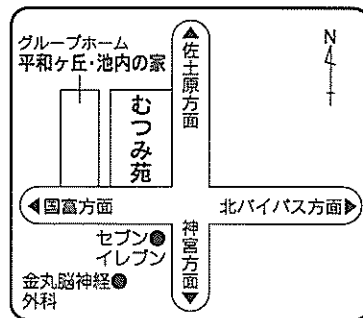 グループホーム
平和ヶ丘・池内の家
むつみ苑
佐土原方面
N
国富方面
北バイパス方面
神宮方面
セブン
イレブン
金丸脳神経
外科